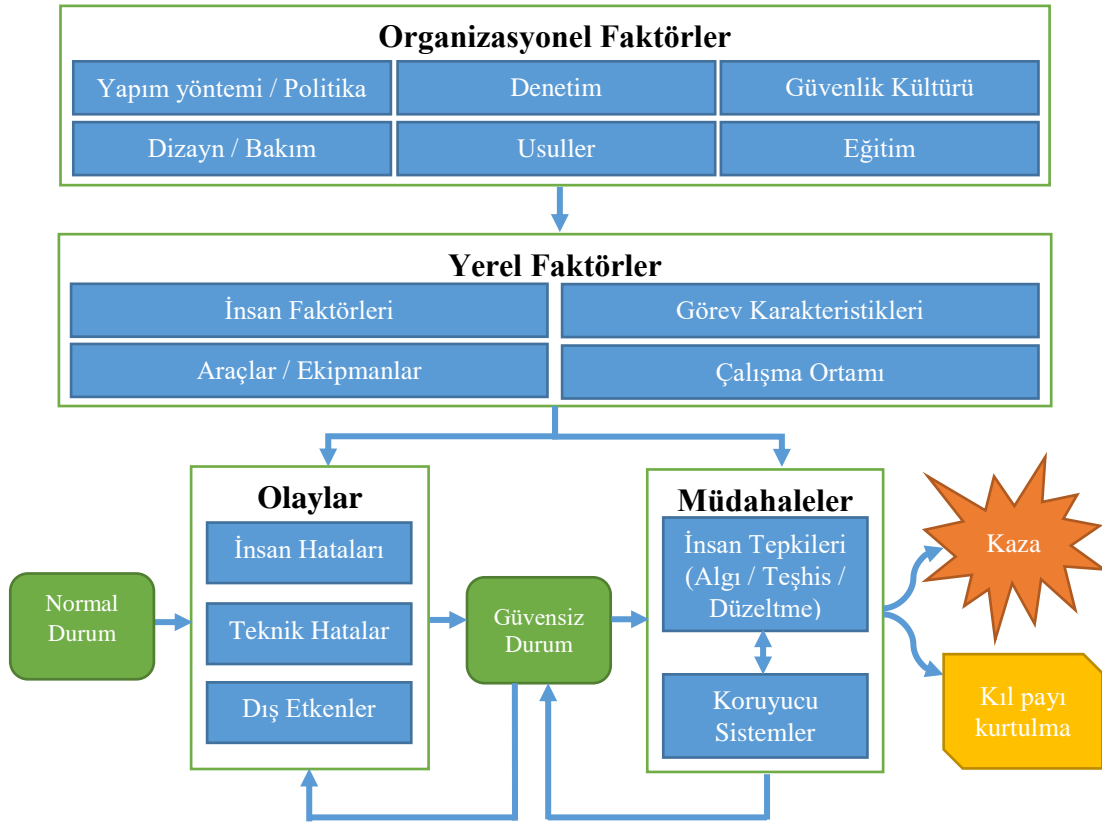 Organizasyonel Faktörler
Yapım yöntemi / Politika
Denetim
Güvenlik Kültürü
Dizayn / Bakım
Usuller
Eğitim
Yerel Faktörler
İnsan Faktörleri
Görev Karakteristikleri
Araçlar / Ekipmanlar
Çalışma Ortamı
Normal
Durum
Olaylar
İnsan Hataları
Teknik Hatalar
Dış Etkenler
Güvensiz
Durum
Müdahaleler
İnsan Tepkileri
(Algı / Teşhis /
Düzeltme)
Koruyucu
Sistemler
Kaza
Kıl payı
kurtulma